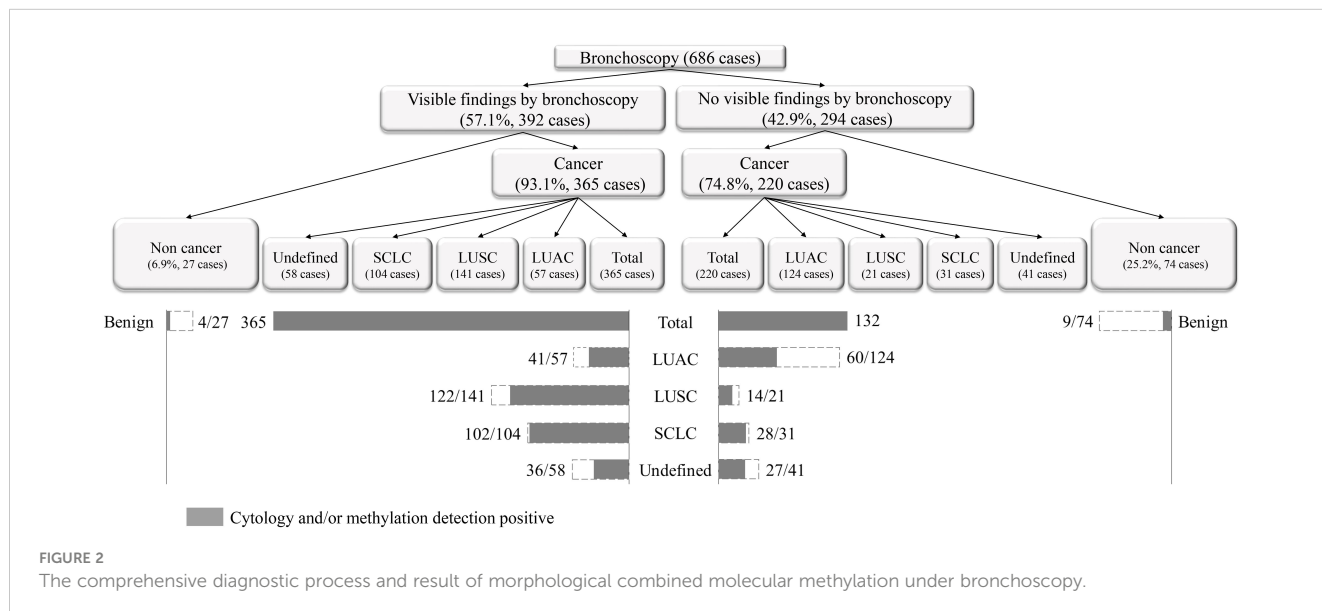 Bronchoscopy (686 cases)
Visible findings by bronchoscopy
(57.1%, 392 cases)
No visible findings by bronchoscopy
(42.9%, 294 cases)
Cancer
(93.1%, 365 cases)
Cancer
(74.8%, 220 cases)
Non cancer
(6.9%, 27 cases)
Undefined
(58 cases)
SCLC
(104 cases)
LUSC
(141 cases)
LUAC
(57 cases)
Total
(365 cases)
Total
(220 cases)
LUAC
(124 cases)
LUSC
(21 cases)
SCLC
(31 cases)
Undefined
(41 cases)
Non cancer
(25.2%, 74 cases)
Benign 4/27 365 Total 132 9/74 Benign
41/57 LUAC 60/124
122/141 LUSC 14/21
102/104 SCLC 28/31
36/58 Undefined 27/41
Cytology and/or methylation detection positive
FIGURE 2
The comprehensive diagnostic process and result of morphological combined molecular methylation under bronchoscopy.